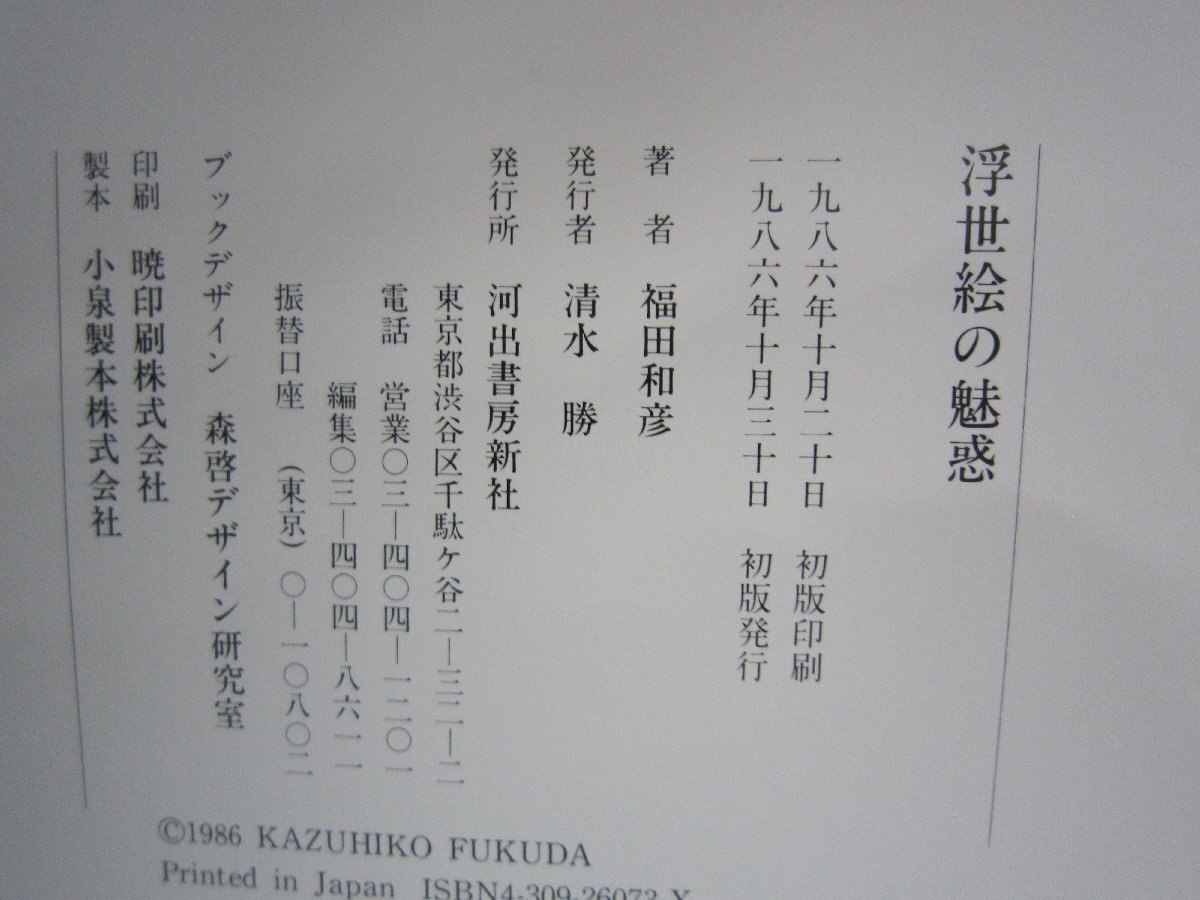 浮世絵の魅惑
一九八六年十月二十日 初版印刷
一九八六年十月三十日 初版発行
著者 福田和彦
発行者 清水 勝
発行所 河出書房新社
東京都渋谷区千駄ケ谷二―三二―二
電話 営業〇三―四〇四―一二〇一
編集〇三―四〇四―八六一一
振替口座 (東京)〇―一〇八〇二
ブックデザイン 森啓デザイン研究室
印刷 暁印刷株式会社
製本 小泉製本株式会社
©1986 KAZUHIKO FUKUDA
Printed in Japan ISBN4-309-26073-X